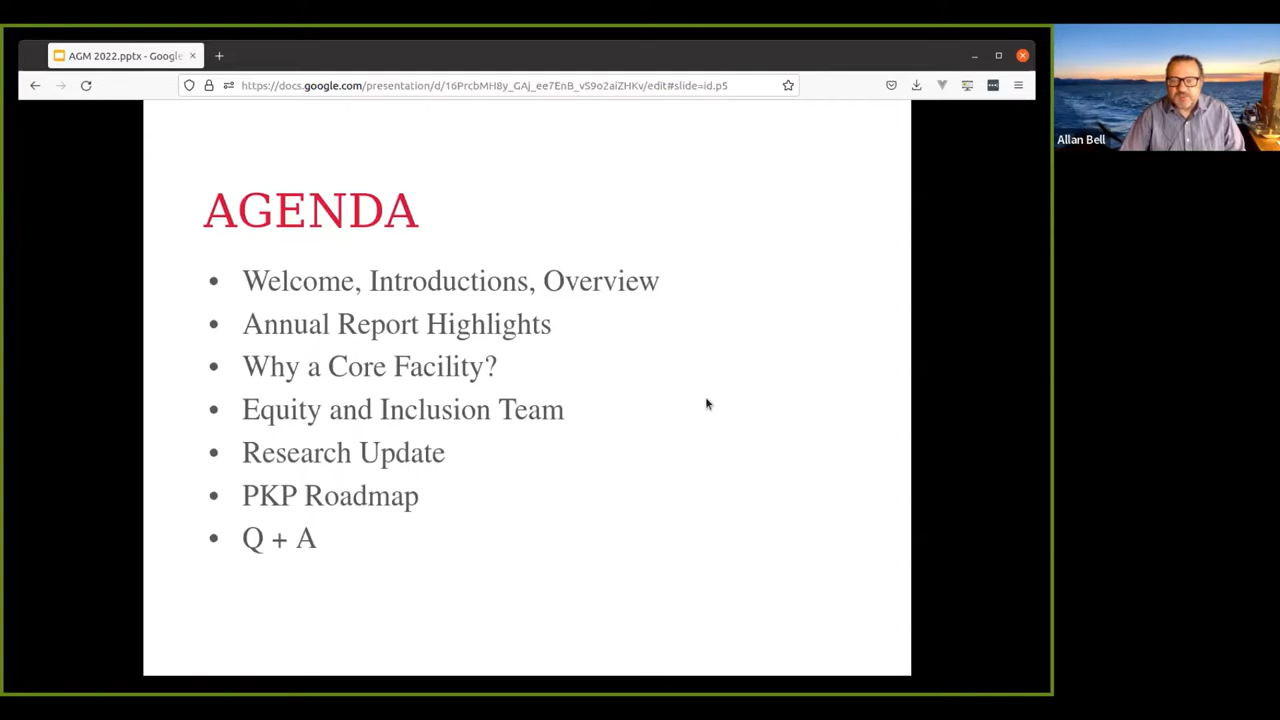 AGM 2022.pptx - Google
https://docs.google.com/presentation/d/16PrcbMH8y_GAj_ee7EnB_vS9o2aiZHKv/edit#slide=id.p5
Allan Bell
AGENDA
• Welcome, Introductions, Overview
• Annual Report Highlights
• Why a Core Facility?
• Equity and Inclusion Team
• Research Update
• PKP Roadmap
• Q + A